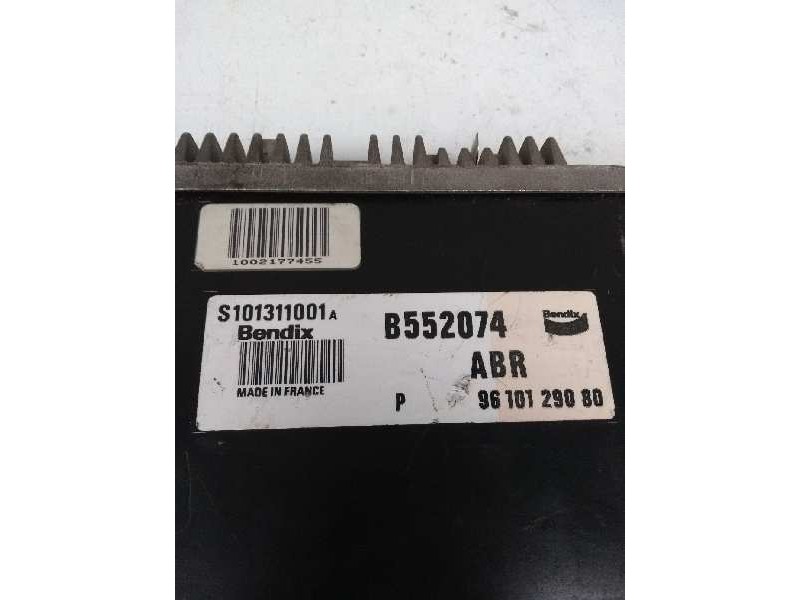 1002177455
S101311001A
Bendix
MADE IN FRANCE
B552074
Bendix
ABR
P 96 101 290 80